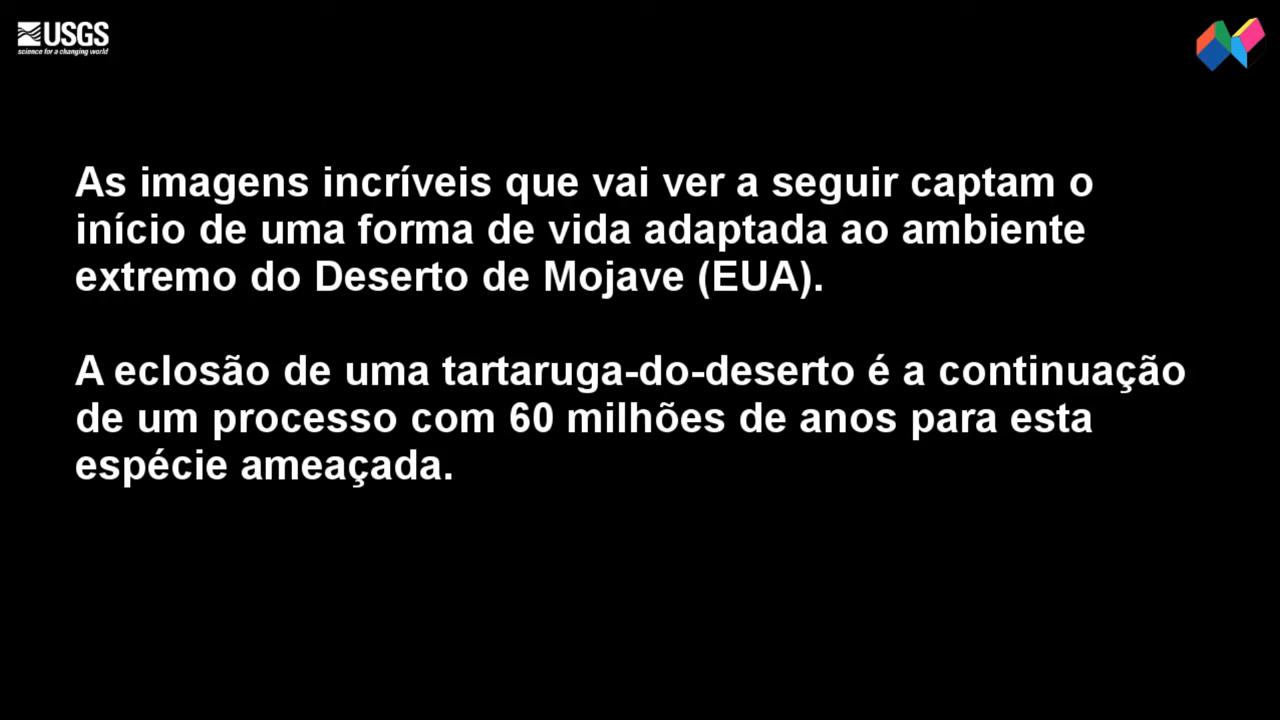 USGS
science for a changing world
As imagens incríveis que vai ver a seguir captam o
início de uma forma de vida adaptada ao ambiente
extremo do Deserto de Mojave (EUA).
A eclosão de uma tartaruga-do-deserto é a continuação
de um processo com 60 milhões de anos para esta
espécie ameaçada.